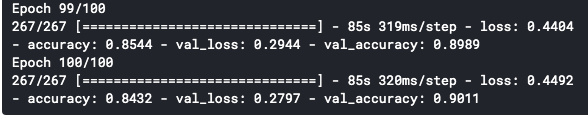 Epoch 99/100
267/267 [==============================] - 85s 319ms/step - loss: 0.4404
- accuracy: 0.8544 - val_loss: 0.2944 - val_accuracy: 0.8989
Epoch 100/100
267/267 [==============================] - 85s 320ms/step - loss: 0.4492
- accuracy: 0.8432 - val_loss: 0.2797 - val_accuracy: 0.9011